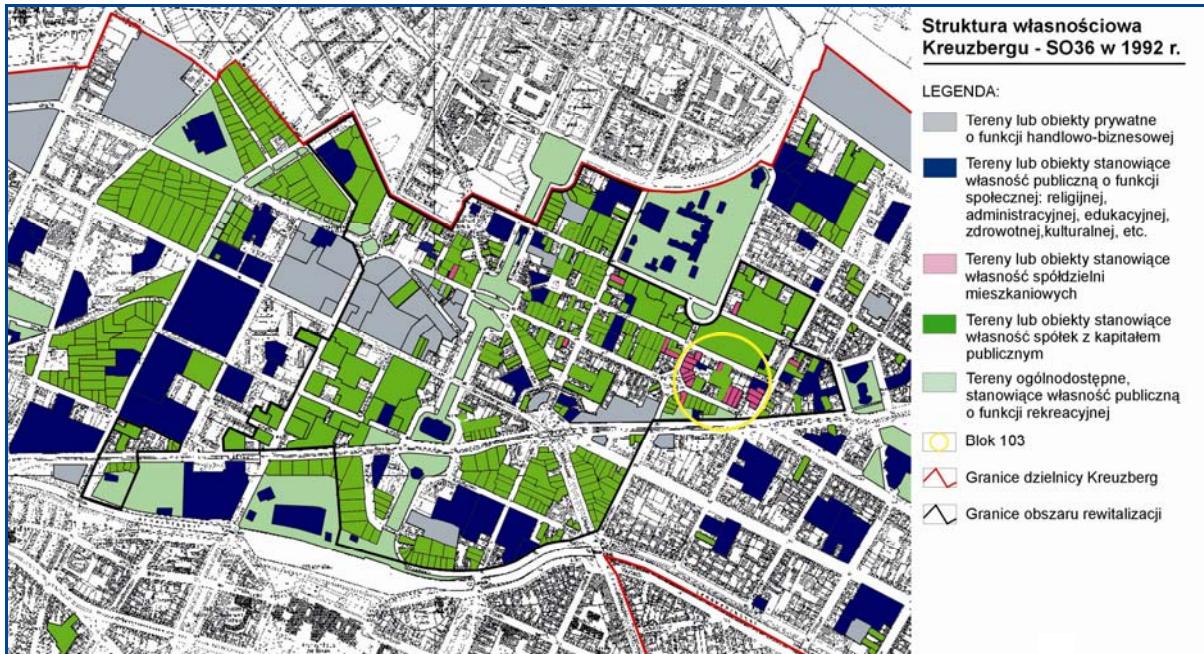 Struktura własnościowa
Kreuzbergu - SO36 w 1992 r.
LEGENDA:
Tereny lub obiekty prywatne
o funkcji handlowo-biznesowej
Tereny lub obiekty stanowiące
własność publiczną o funkcji
społecznej: religijnej,
administracyjnej, edukacyjnej,
zdrowotnej,kulturalnej, etc.
Tereny lub obiekty stanowiące
własność spółdzielni
mieszkaniowych
Tereny lub obiekty stanowiące
własność spółek z kapitałem
publicznym
Tereny ogólnodostępne,
stanowiące własność publiczną
o funkcji rekreacyjnej
Blok 103
Granice dzielnicy Kreuzberg
Granice obszaru rewitalizacji